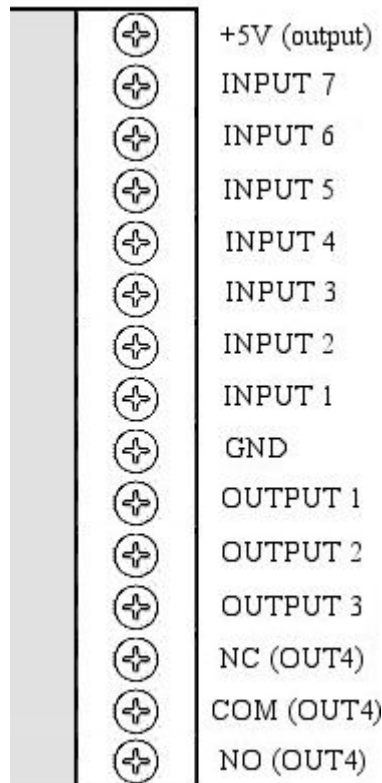 +5V (output)
INPUT 7
INPUT 6
INPUT 5
INPUT 4
INPUT 3
INPUT 2
INPUT 1
GND
OUTPUT 1
OUTPUT 2
OUTPUT 3
NC (OUT4)
COM (OUT4)
NO (OUT4)